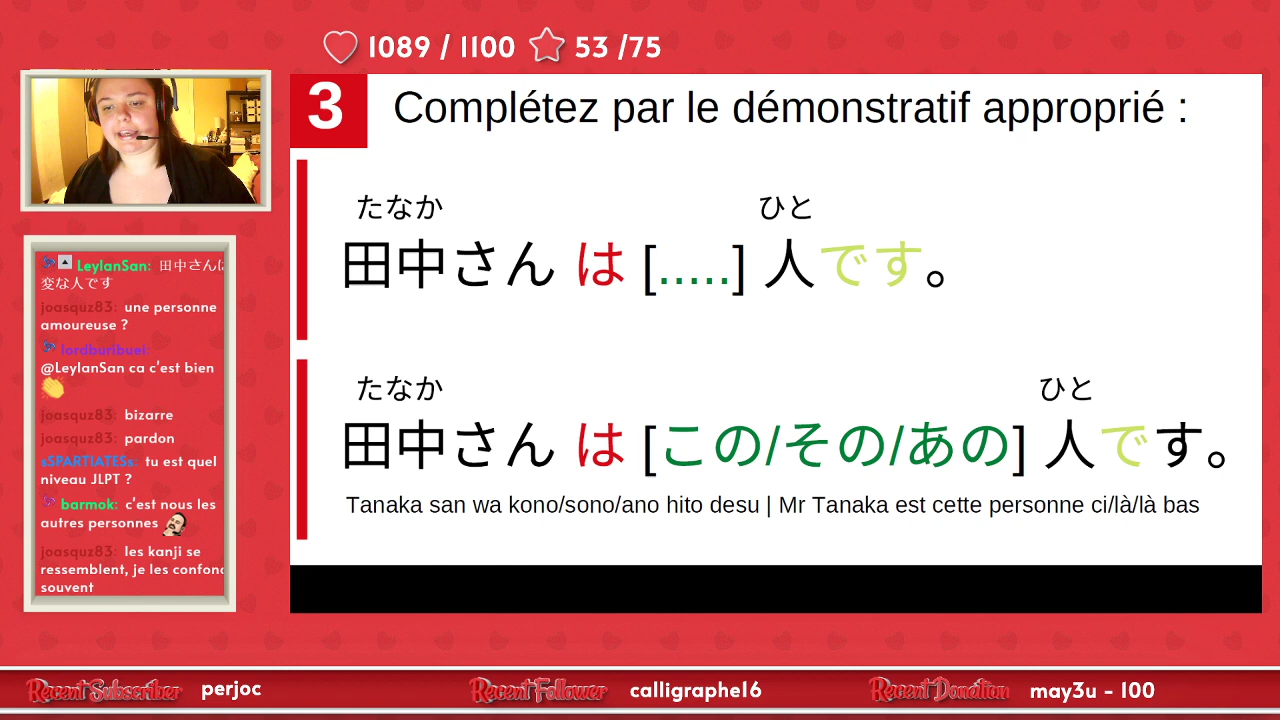 1089 / 1100 53 /75
3 Complétez par le démonstratif approprié :
たなか ひと
田中さん は [.....] 人です。
たなか ひと
田中さん は [この/その/あの] 人です。
Tanaka san wa kono/sono/ano hito desu | Mr Tanaka est cette personne ci/là/là bas
LeylanSan: 田中さんは
変な人です
joasquz83: une personne
amoureuse ?
lordburibuei:
@LeylanSan ca c'est bien
joasquz83: bizarre
joasquz83: pardon
sSPARTIATESs: tu est quel
niveau JLPT ?
barmok: c'est nous les
autres personnes
joasquz83: les kanji se
ressemblent, je les confond
souvent
Recent Subscriber perjoc Recent Follower calligraphe16 Recent Donation may3u - 100